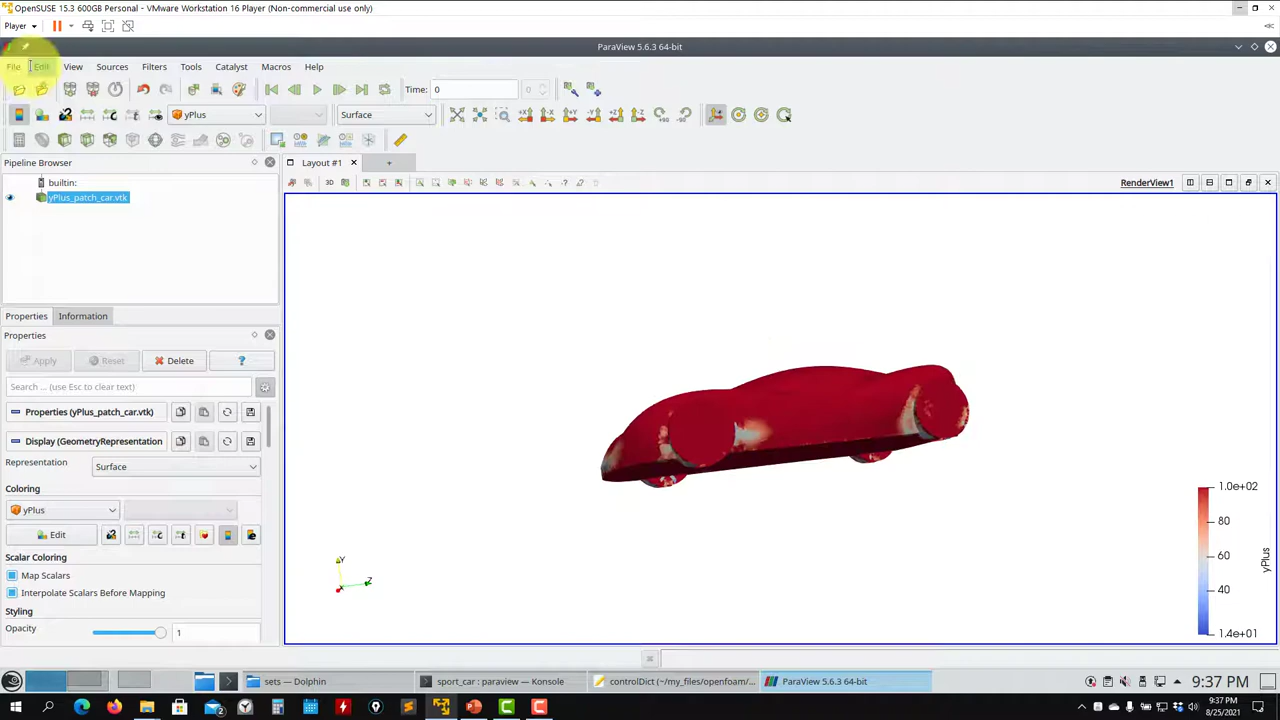 OpenSUSE 15.3 600GB Personal - VMware Workstation 16 Player (Non-commercial use only)
Player
ParaView 5.6.3 64-bit
File Edit View Sources Filters Tools Catalyst Macros Help
Time: 0 0
yPlus Surface +X -X +Y -Y +Z -Z +90 -90
Pipeline Browser
Layout #1 +
builtin:
3D RenderView1
yPlus_patch_car.vtk
Properties Information
Properties
Apply Reset Delete ?
Search ... (use Esc to clear text)
Properties (yPlus_patch_car.vtk)
Display (GeometryRepresentation
Representation Surface
Coloring
yPlus
Edit
Scalar Coloring
Map Scalars
Interpolate Scalars Before Mapping
Styling
Opacity 1
Y
Z
X
1.0e+02
80
60
40
1.4e+01
yPlus
sets — Dolphin
sport_car : paraview — Konsole
controlDict (~/my_files/openfoam/...
ParaView 5.6.3 64-bit
9:37 PM
9:37 PM
8/25/2021